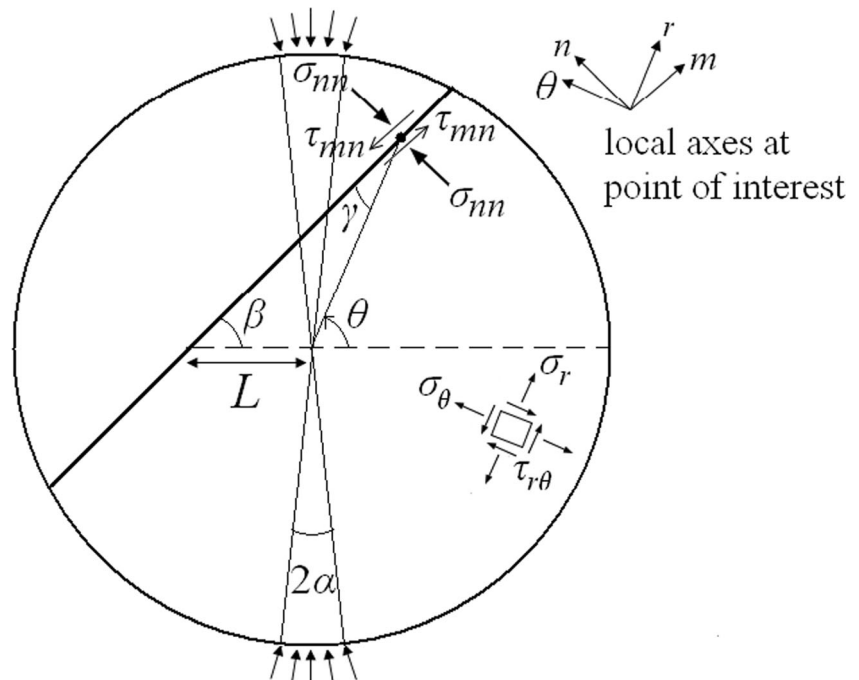 σnn
r
n
m
θ
τmn
τmn
local axes at
point of interest
σnn
γ
β
θ
L
σr
σθ
τrθ
2α